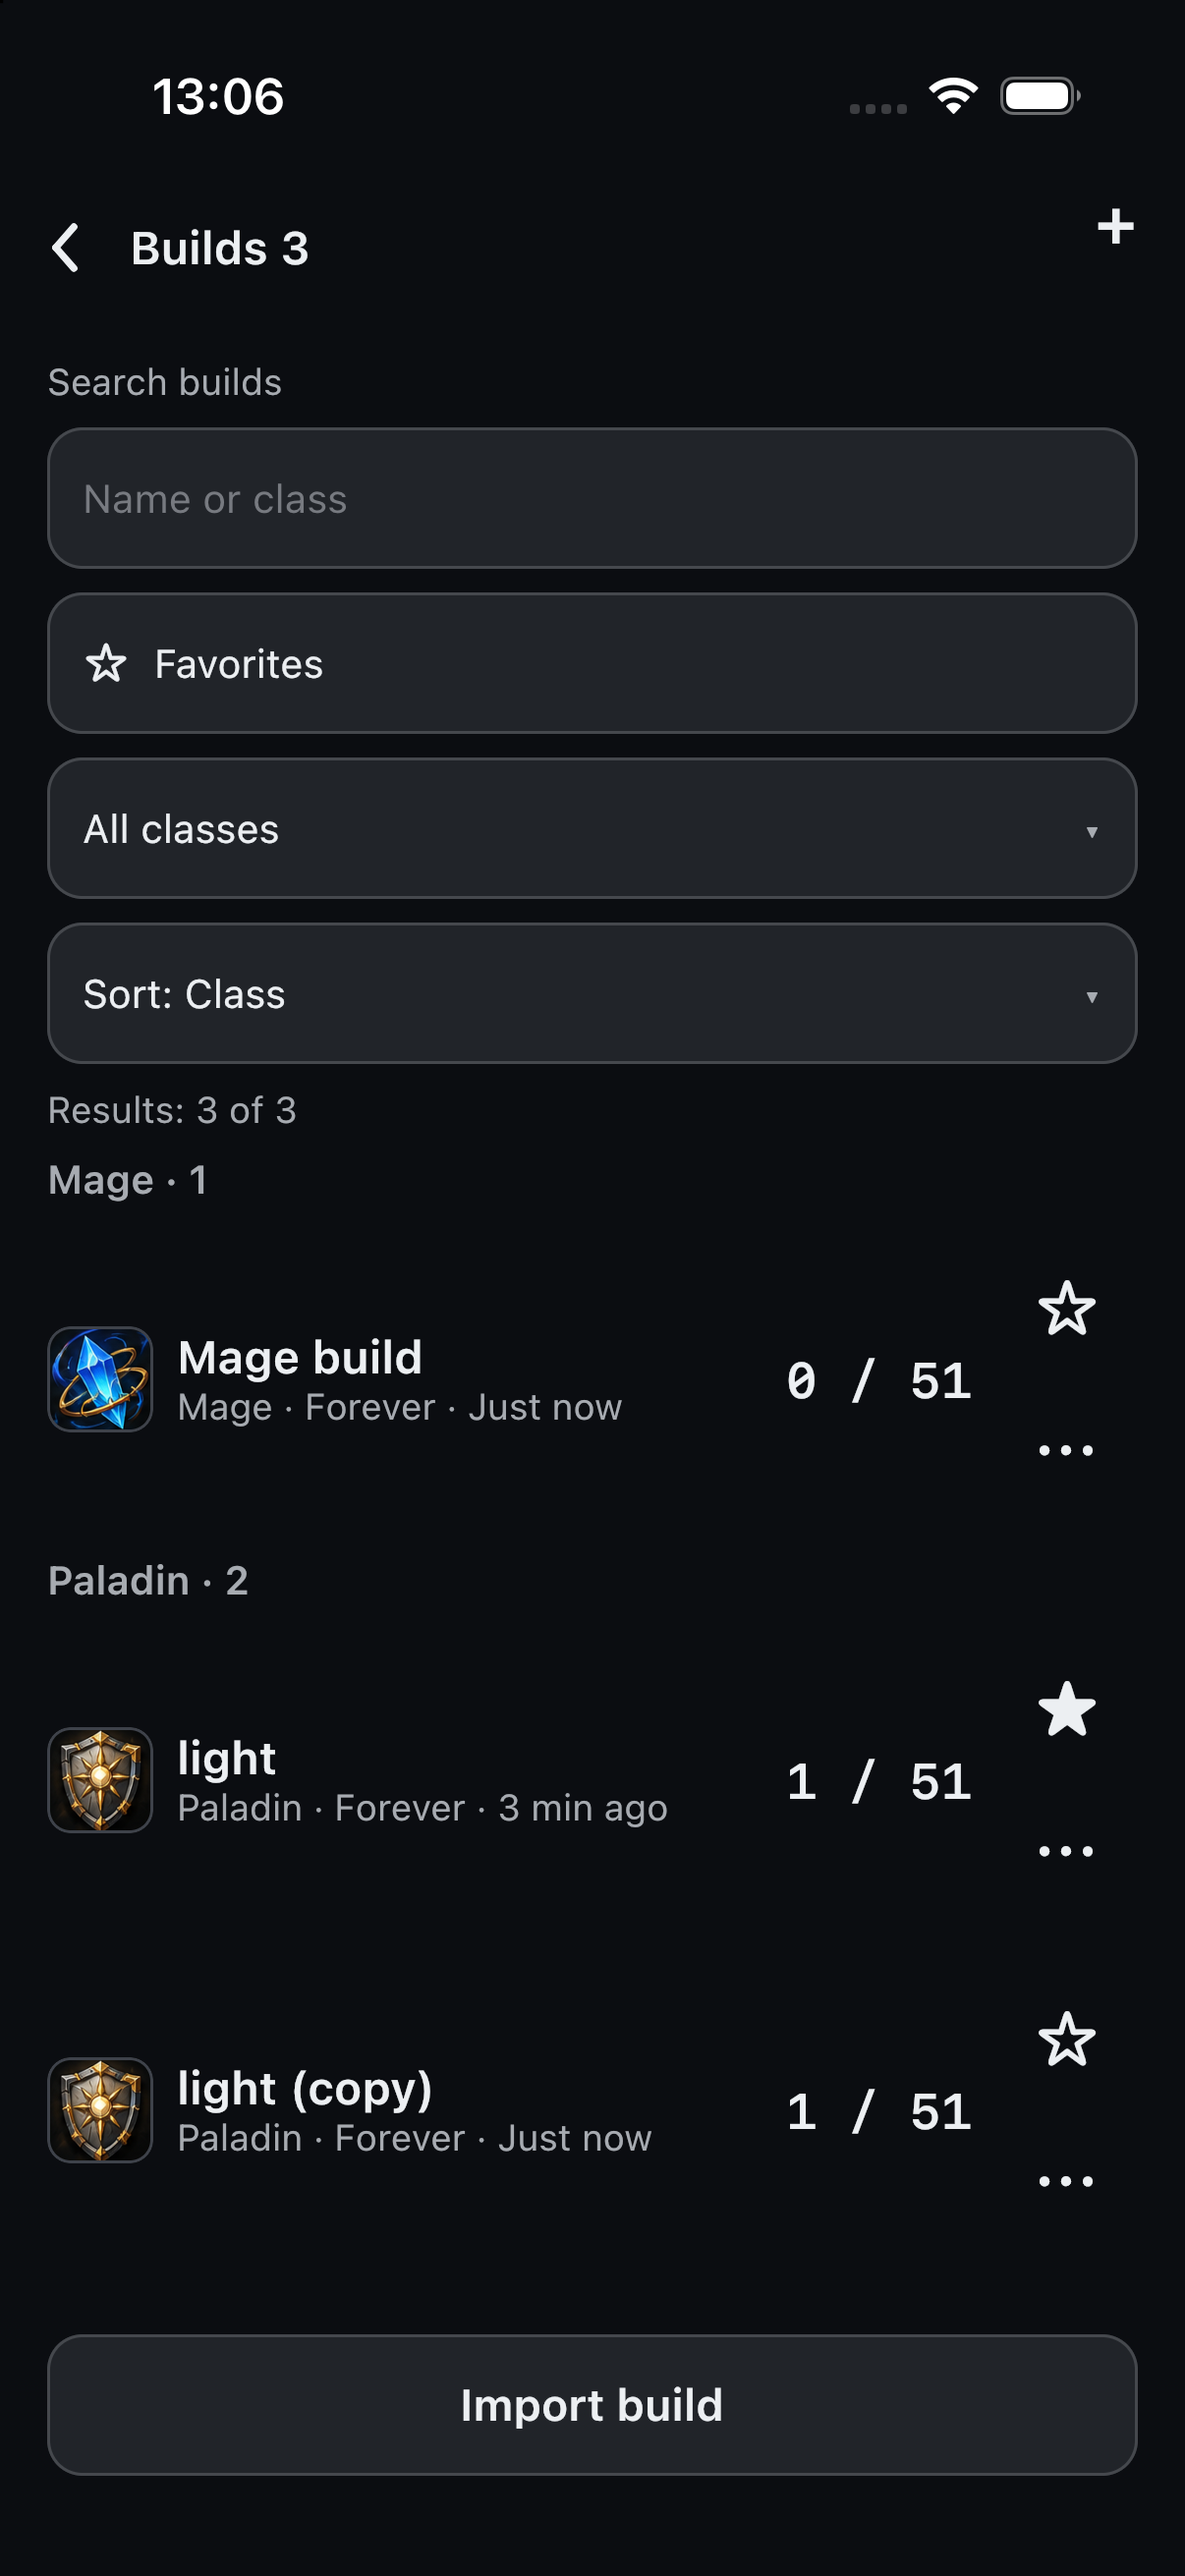 13:06
Builds 3
+
Search builds
Name or class
Favorites
All classes
Sort: Class
Results: 3 of 3
Mage · 1
Mage build
Mage · Forever · Just now
0 / 51
Paladin · 2
light
Paladin · Forever · 3 min ago
1 / 51
light (copy)
Paladin · Forever · Just now
1 / 51
Import build